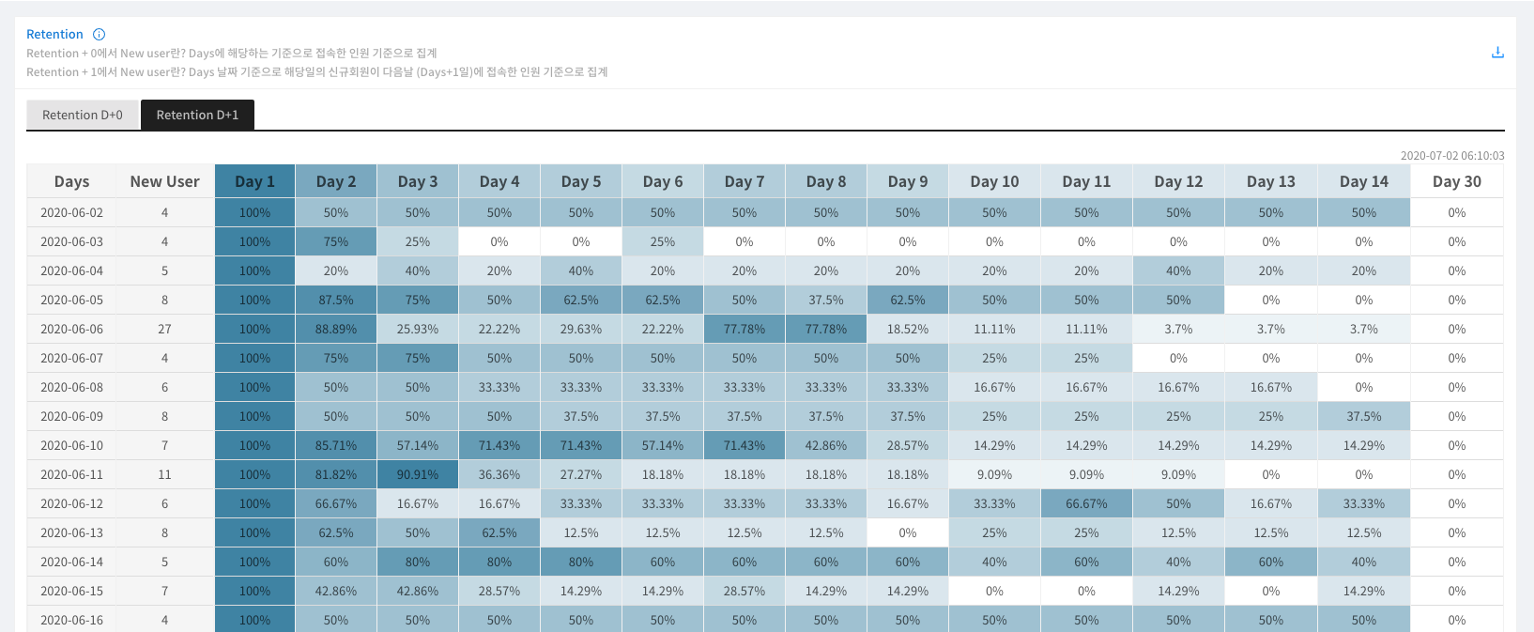 Retention
Retention + 0에서 New user란? Days에 해당하는 기준으로 접속한 인원 기준으로 집계
Retention + 1에서 New user란? Days 날짜 기준으로 해당일의 신규회원이 다음날 (Days+1일)에 접속한 인원 기준으로 집계
Retention D+0 Retention D+1
2020-07-02 06:10:03
Days New User Day 1 Day 2 Day 3 Day 4 Day 5 Day 6 Day 7 Day 8 Day 9 Day 10 Day 11 Day 12 Day 13 Day 14 Day 30
2020-06-02 4 100% 50% 50% 50% 50% 50% 50% 50% 50% 50% 50% 50% 50% 50% 0%
2020-06-03 4 100% 75% 25% 0% 0% 25% 0% 0% 0% 0% 0% 0% 0% 0% 0%
2020-06-04 5 100% 20% 40% 20% 40% 20% 20% 20% 20% 20% 20% 40% 20% 20% 0%
2020-06-05 8 100% 87.5% 75% 50% 62.5% 62.5% 50% 37.5% 62.5% 50% 50% 50% 0% 0% 0%
2020-06-06 27 100% 88.89% 25.93% 22.22% 29.63% 22.22% 77.78% 77.78% 18.52% 11.11% 11.11% 3.7% 3.7% 3.7% 0%
2020-06-07 4 100% 75% 75% 50% 50% 50% 50% 50% 50% 25% 25% 0% 0% 0% 0%
2020-06-08 6 100% 50% 50% 33.33% 33.33% 33.33% 33.33% 33.33% 33.33% 16.67% 16.67% 16.67% 16.67% 0% 0%
2020-06-09 8 100% 50% 50% 50% 37.5% 37.5% 37.5% 37.5% 37.5% 25% 25% 25% 25% 37.5% 0%
2020-06-10 7 100% 85.71% 57.14% 71.43% 71.43% 57.14% 71.43% 42.86% 28.57% 14.29% 14.29% 14.29% 14.29% 14.29% 0%
2020-06-11 11 100% 81.82% 90.91% 36.36% 27.27% 18.18% 18.18% 18.18% 18.18% 9.09% 9.09% 9.09% 0% 0% 0%
2020-06-12 6 100% 66.67% 16.67% 16.67% 33.33% 33.33% 33.33% 33.33% 16.67% 33.33% 66.67% 50% 16.67% 33.33% 0%
2020-06-13 8 100% 62.5% 50% 62.5% 12.5% 12.5% 12.5% 12.5% 0% 25% 25% 12.5% 12.5% 12.5% 0%
2020-06-14 5 100% 60% 80% 80% 80% 60% 60% 60% 60% 40% 60% 40% 60% 40% 0%
2020-06-15 7 100% 42.86% 42.86% 28.57% 14.29% 14.29% 28.57% 14.29% 14.29% 0% 0% 14.29% 0% 14.29% 0%
2020-06-16 4 100% 50% 50% 50% 50% 50% 50% 50% 50% 50% 50% 50% 50% 50% 0%